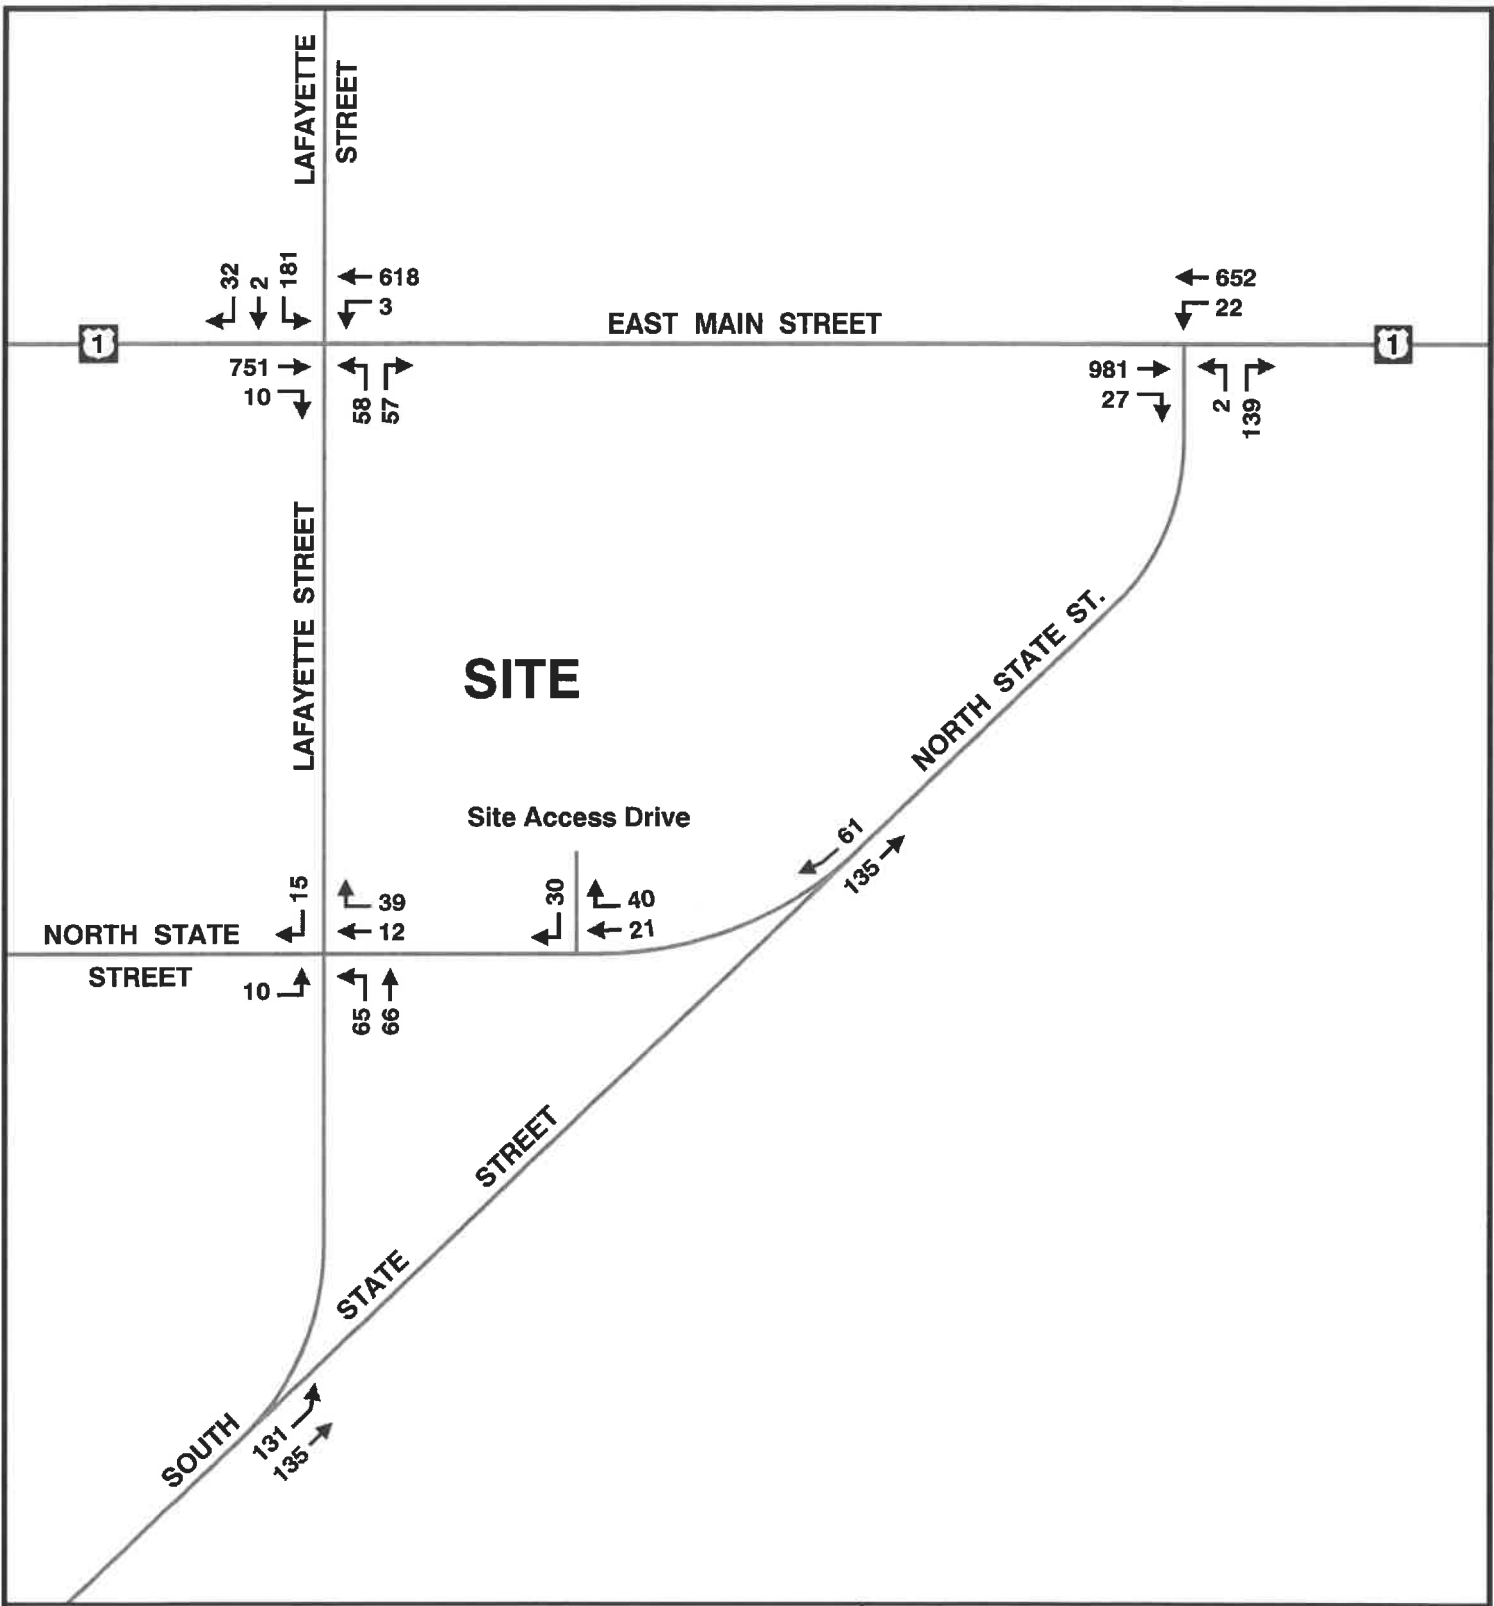 LAFAYETTE
STREET
32
2
181
618
3
652
22
EAST MAIN STREET
1
1
751
10
58
57
981
27
2
139
LAFAYETTE STREET
SITE
NORTH STATE ST.
Site Access Drive
61
135
15
39
12
30
40
21
NORTH STATE
STREET
10
65
66
STREET
STATE
SOUTH
131
135